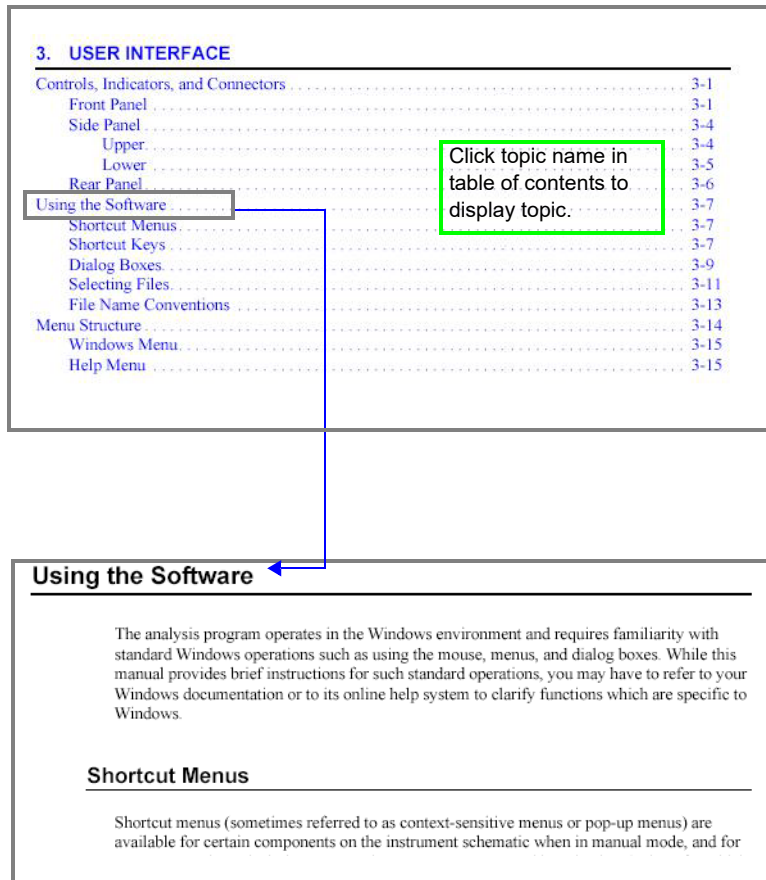 3. USER INTERFACE
Controls, Indicators, and Connectors . . . . . . . . . . . . . . . . . . . . . . . . . . . . . . . . 3-1
Front Panel . . . . . . . . . . . . . . . . . . . . . . . . . . . . . . . . 3-1
Side Panel . . . . . . . . . . . . . . . . . . . . . . . . . . . . . . . . 3-4
Upper . . . . . . . . . . . . . . . . . . . . . . . . . . . . . . . . 3-4
Lower . . . . . . . . . . . . . . . . . . . . . . . . . . . . . . . . 3-5
Rear Panel . . . . . . . . . . . . . . . . . . . . . . . . . . . . . . . . 3-6
Using the Software . . . . . . . . . . . . . . . . . . . . . . . . . . . . . . . . 3-7
Shortcut Menus . . . . . . . . . . . . . . . . . . . . . . . . . . . . . . . . 3-7
Shortcut Keys . . . . . . . . . . . . . . . . . . . . . . . . . . . . . . . . 3-7
Dialog Boxes . . . . . . . . . . . . . . . . . . . . . . . . . . . . . . . . 3-9
Selecting Files . . . . . . . . . . . . . . . . . . . . . . . . . . . . . . . . 3-11
File Name Conventions . . . . . . . . . . . . . . . . . . . . . . . . . . . . . . . . 3-13
Menu Structure . . . . . . . . . . . . . . . . . . . . . . . . . . . . . . . . 3-14
Windows Menu . . . . . . . . . . . . . . . . . . . . . . . . . . . . . . . . 3-15
Help Menu . . . . . . . . . . . . . . . . . . . . . . . . . . . . . . . . 3-15
Click topic name in
table of contents to
display topic.
Using the Software
The analysis program operates in the Windows environment and requires familiarity with
standard Windows operations such as using the mouse, menus, and dialog boxes. While this
manual provides brief instructions for such standard operations, you may have to refer to your
Windows documentation or to its online help system to clarify functions which are specific to
Windows.
Shortcut Menus
Shortcut menus (sometimes referred to as context-sensitive menus or pop-up menus) are
available for certain components on the instrument schematic when in manual mode, and for